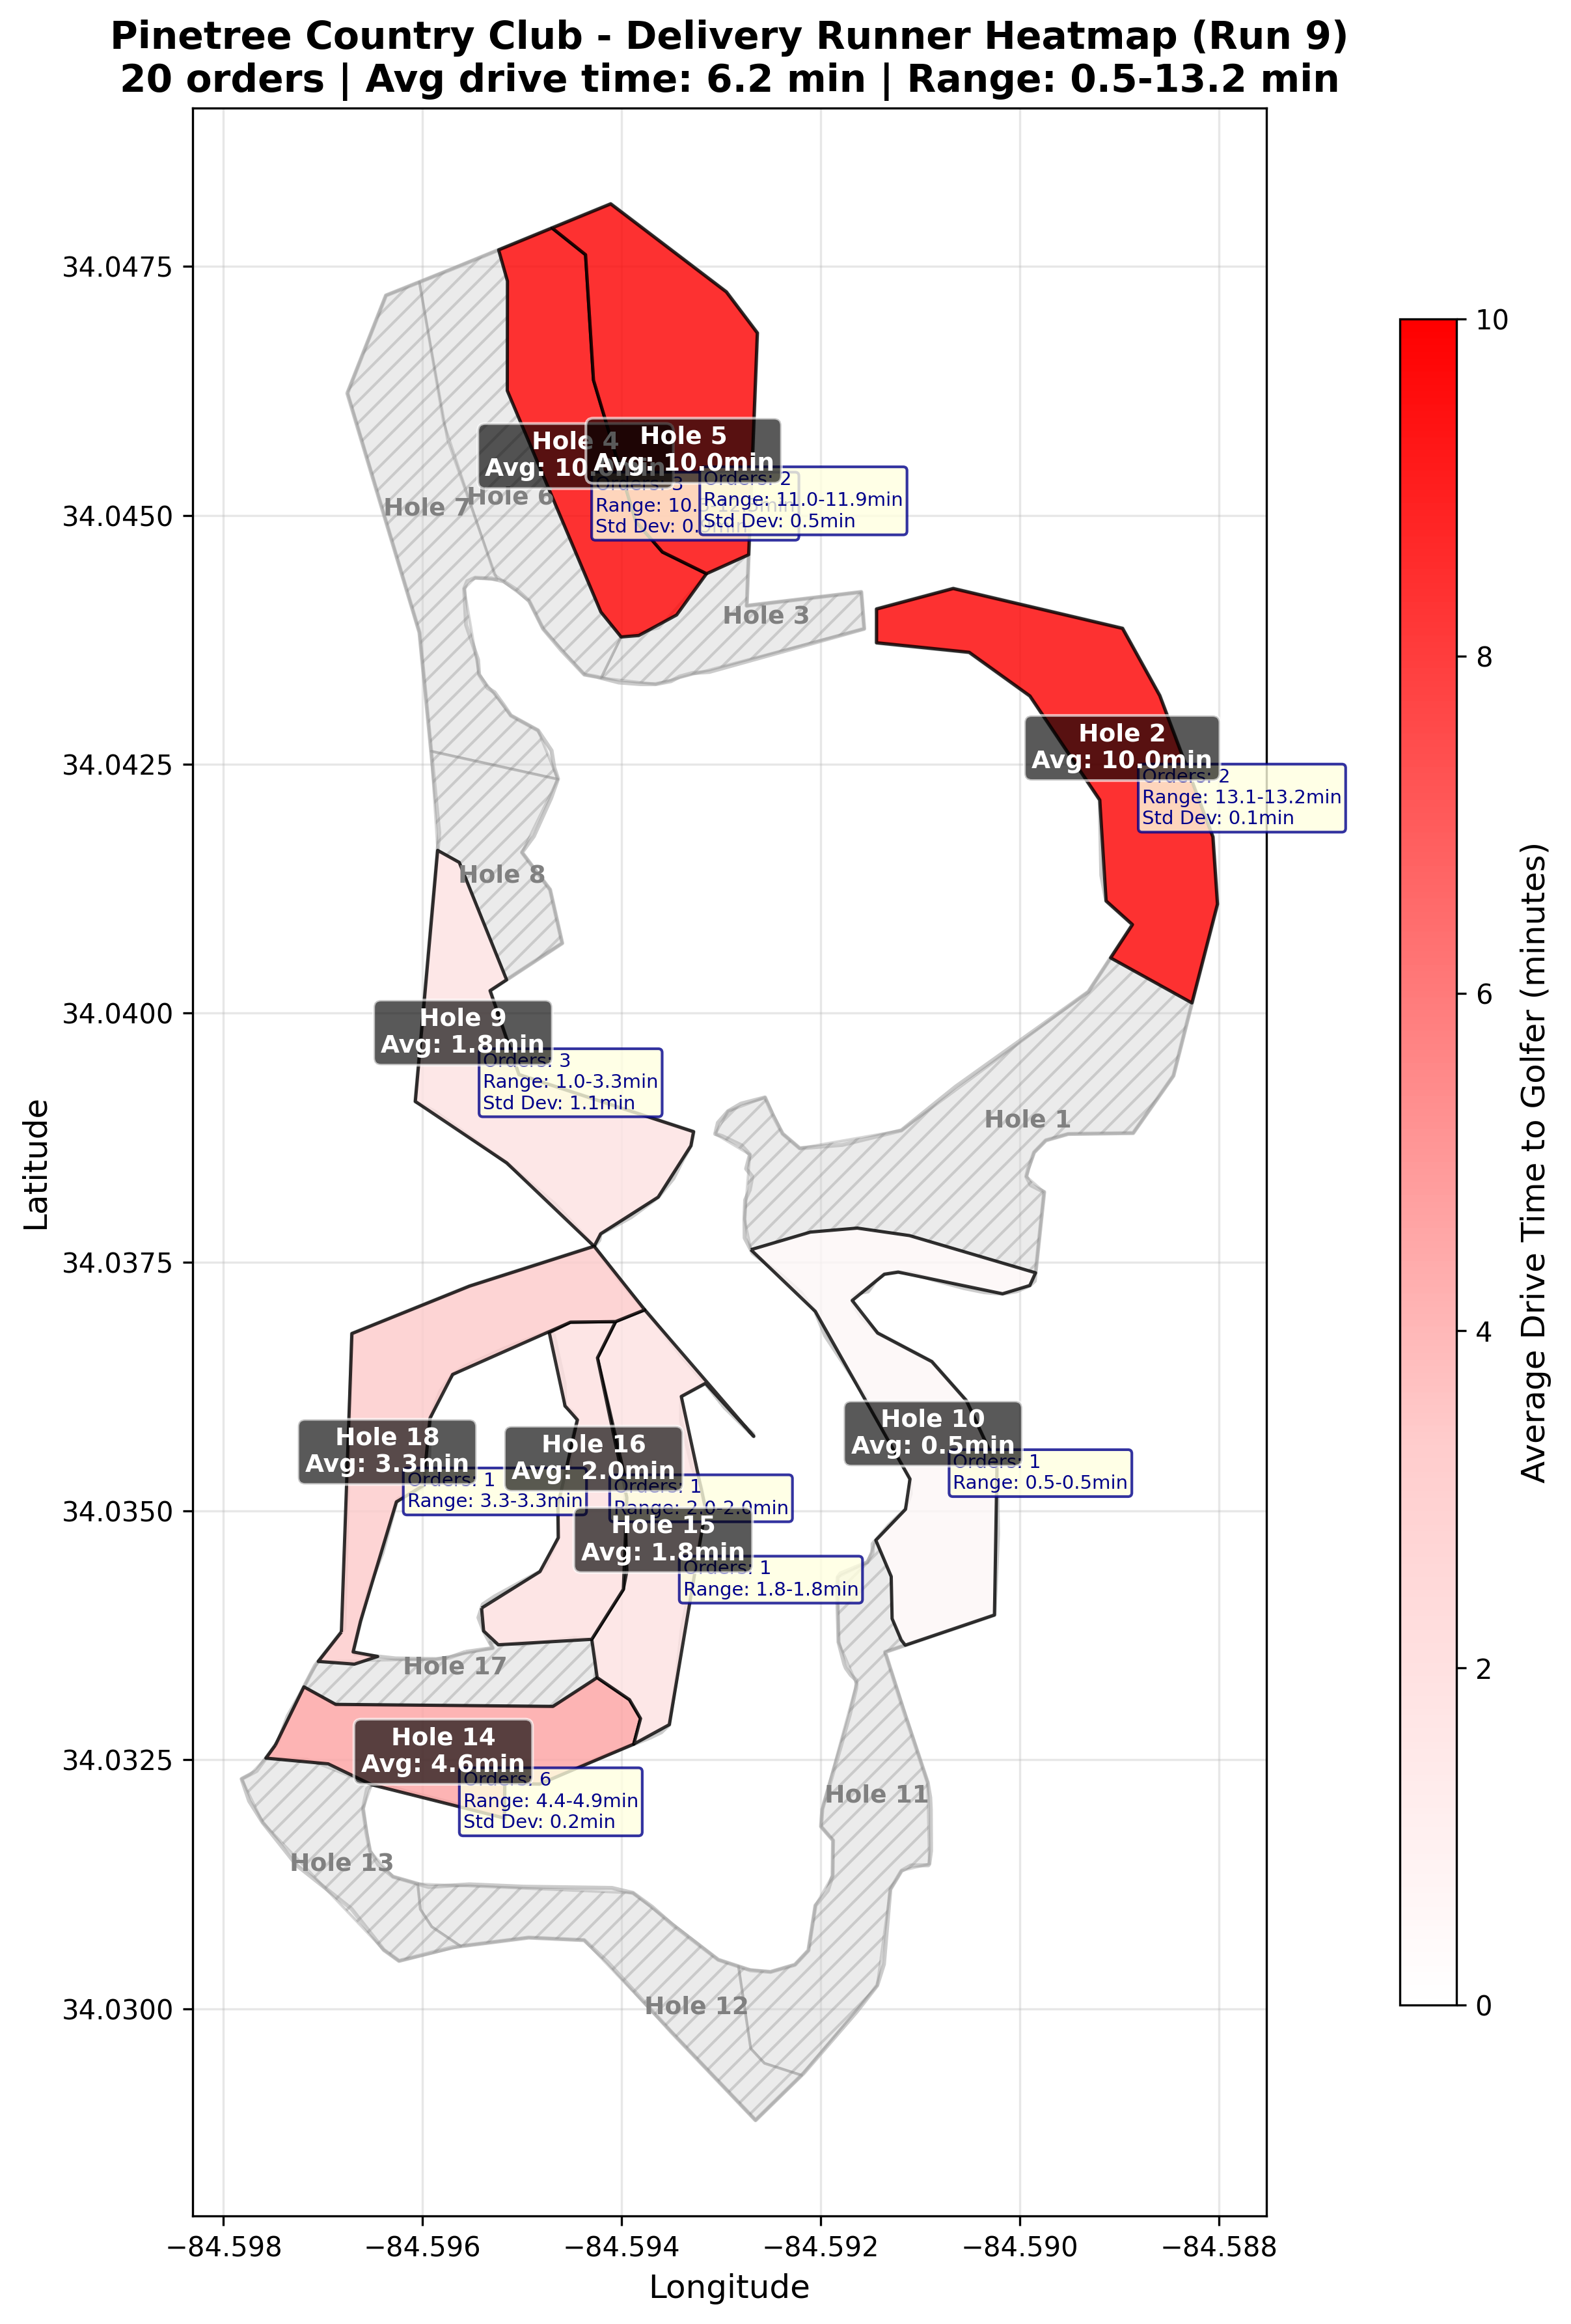 Pinetree Country Club - Delivery Runner Heatmap (Run 9)
20 orders | Avg drive time: 6.2 min | Range: 0.5-13.2 min
34.0475
34.0450
34.0425
34.0400
34.0375
34.0350
34.0325
34.0300
Latitude
−84.598
−84.596
−84.594
−84.592
−84.590
−84.588
Longitude
Hole 4
Avg:
Hole 5
Avg: 10.0min
Orders: 3
Range:
Std Dev:
Orders: 2
Range: 11.0-11.9min
Std Dev: 0.5min
Hole 7
Hole 6
Hole 3
Hole 2
Avg: 10.0min
Orders: 2
Range: 13.1-13.2min
Std Dev: 0.1min
Hole 8
Hole 9
Avg: 1.8min
Orders: 3
Range: 1.0-3.3min
Std Dev: 1.1min
Hole 1
Hole 10
Avg: 0.5min
Orders: 1
Range: 0.5-0.5min
Hole 18
Avg: 3.3min
Orders: 1
Range: 3.3-3.3min
Hole 16
Avg: 2.0min
Orders: 1
Range: 2.0-2.0min
Hole 15
Avg: 1.8min
Orders: 1
Range: 1.8-1.8min
Hole 17
Hole 14
Avg: 4.6min
Orders: 6
Range: 4.4-4.9min
Std Dev: 0.2min
Hole 11
Hole 13
Hole 12
10
8
6
4
2
0
Average Drive Time to Golfer (minutes)